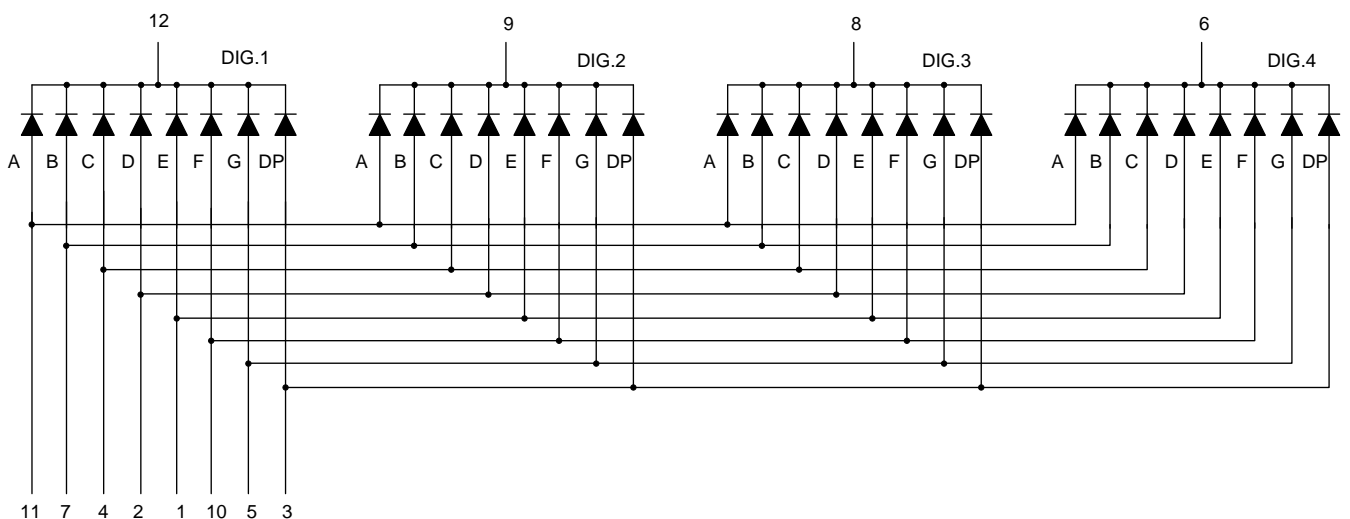 12 9 8 6
DIG.1 DIG.2 DIG.3 DIG.4
A B C D E F G DP A B C D E F G DP A B C D E F G DP A B C D E F G DP
11 7 4 2 1 10 5 3